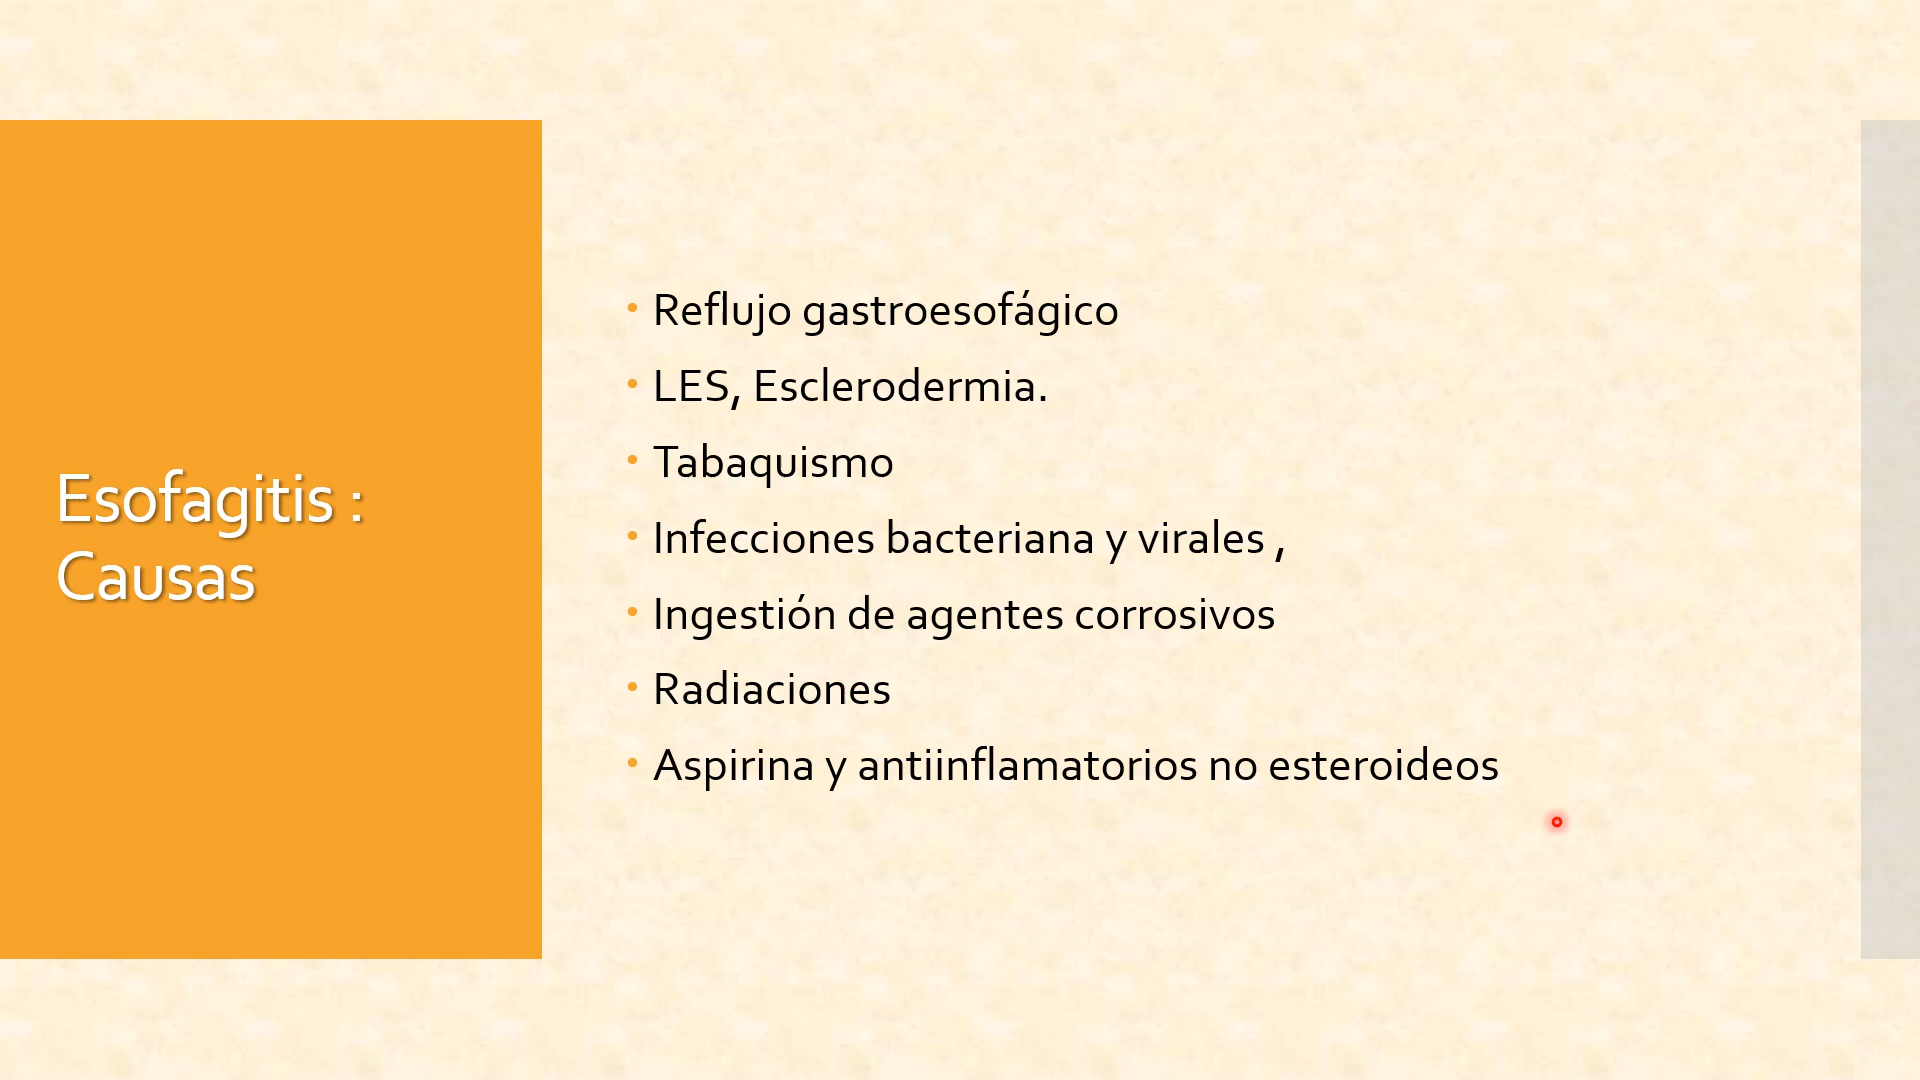 Esofagitis :
Causas
• Reflujo gastroesofágico
• LES, Esclerodermia.
• Tabaquismo
• Infecciones bacteriana y virales ,
• Ingestión de agentes corrosivos
• Radiaciones
• Aspirina y antiinflamatorios no esteroideos